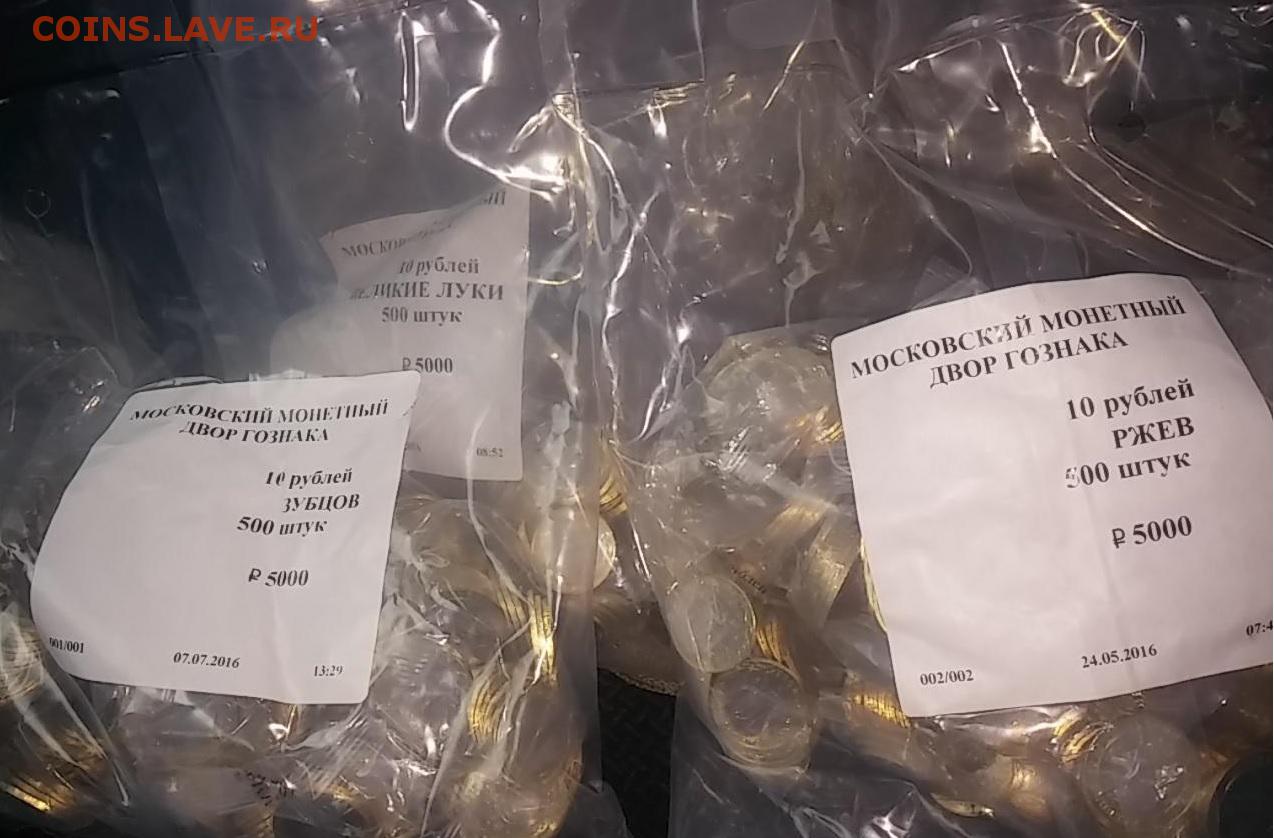 COINS.LAVE.RU
10 рублей
ВЕЛИКИЕ ЛУКИ
500 штук
₽ 5000
08:52
МОСКОВСКИЙ МОНЕТНЫЙ
ДВОР ГОЗНАКА
10 рублей
ЗУБЦОВ
500 штук
₽ 5000
001/001
07.07.2016
13:29
МОСКОВСКИЙ МОНЕТНЫЙ
ДВОР ГОЗНАКА
10 рублей
РЖЕВ
500 штук
₽ 5000
002/002
24.05.2016